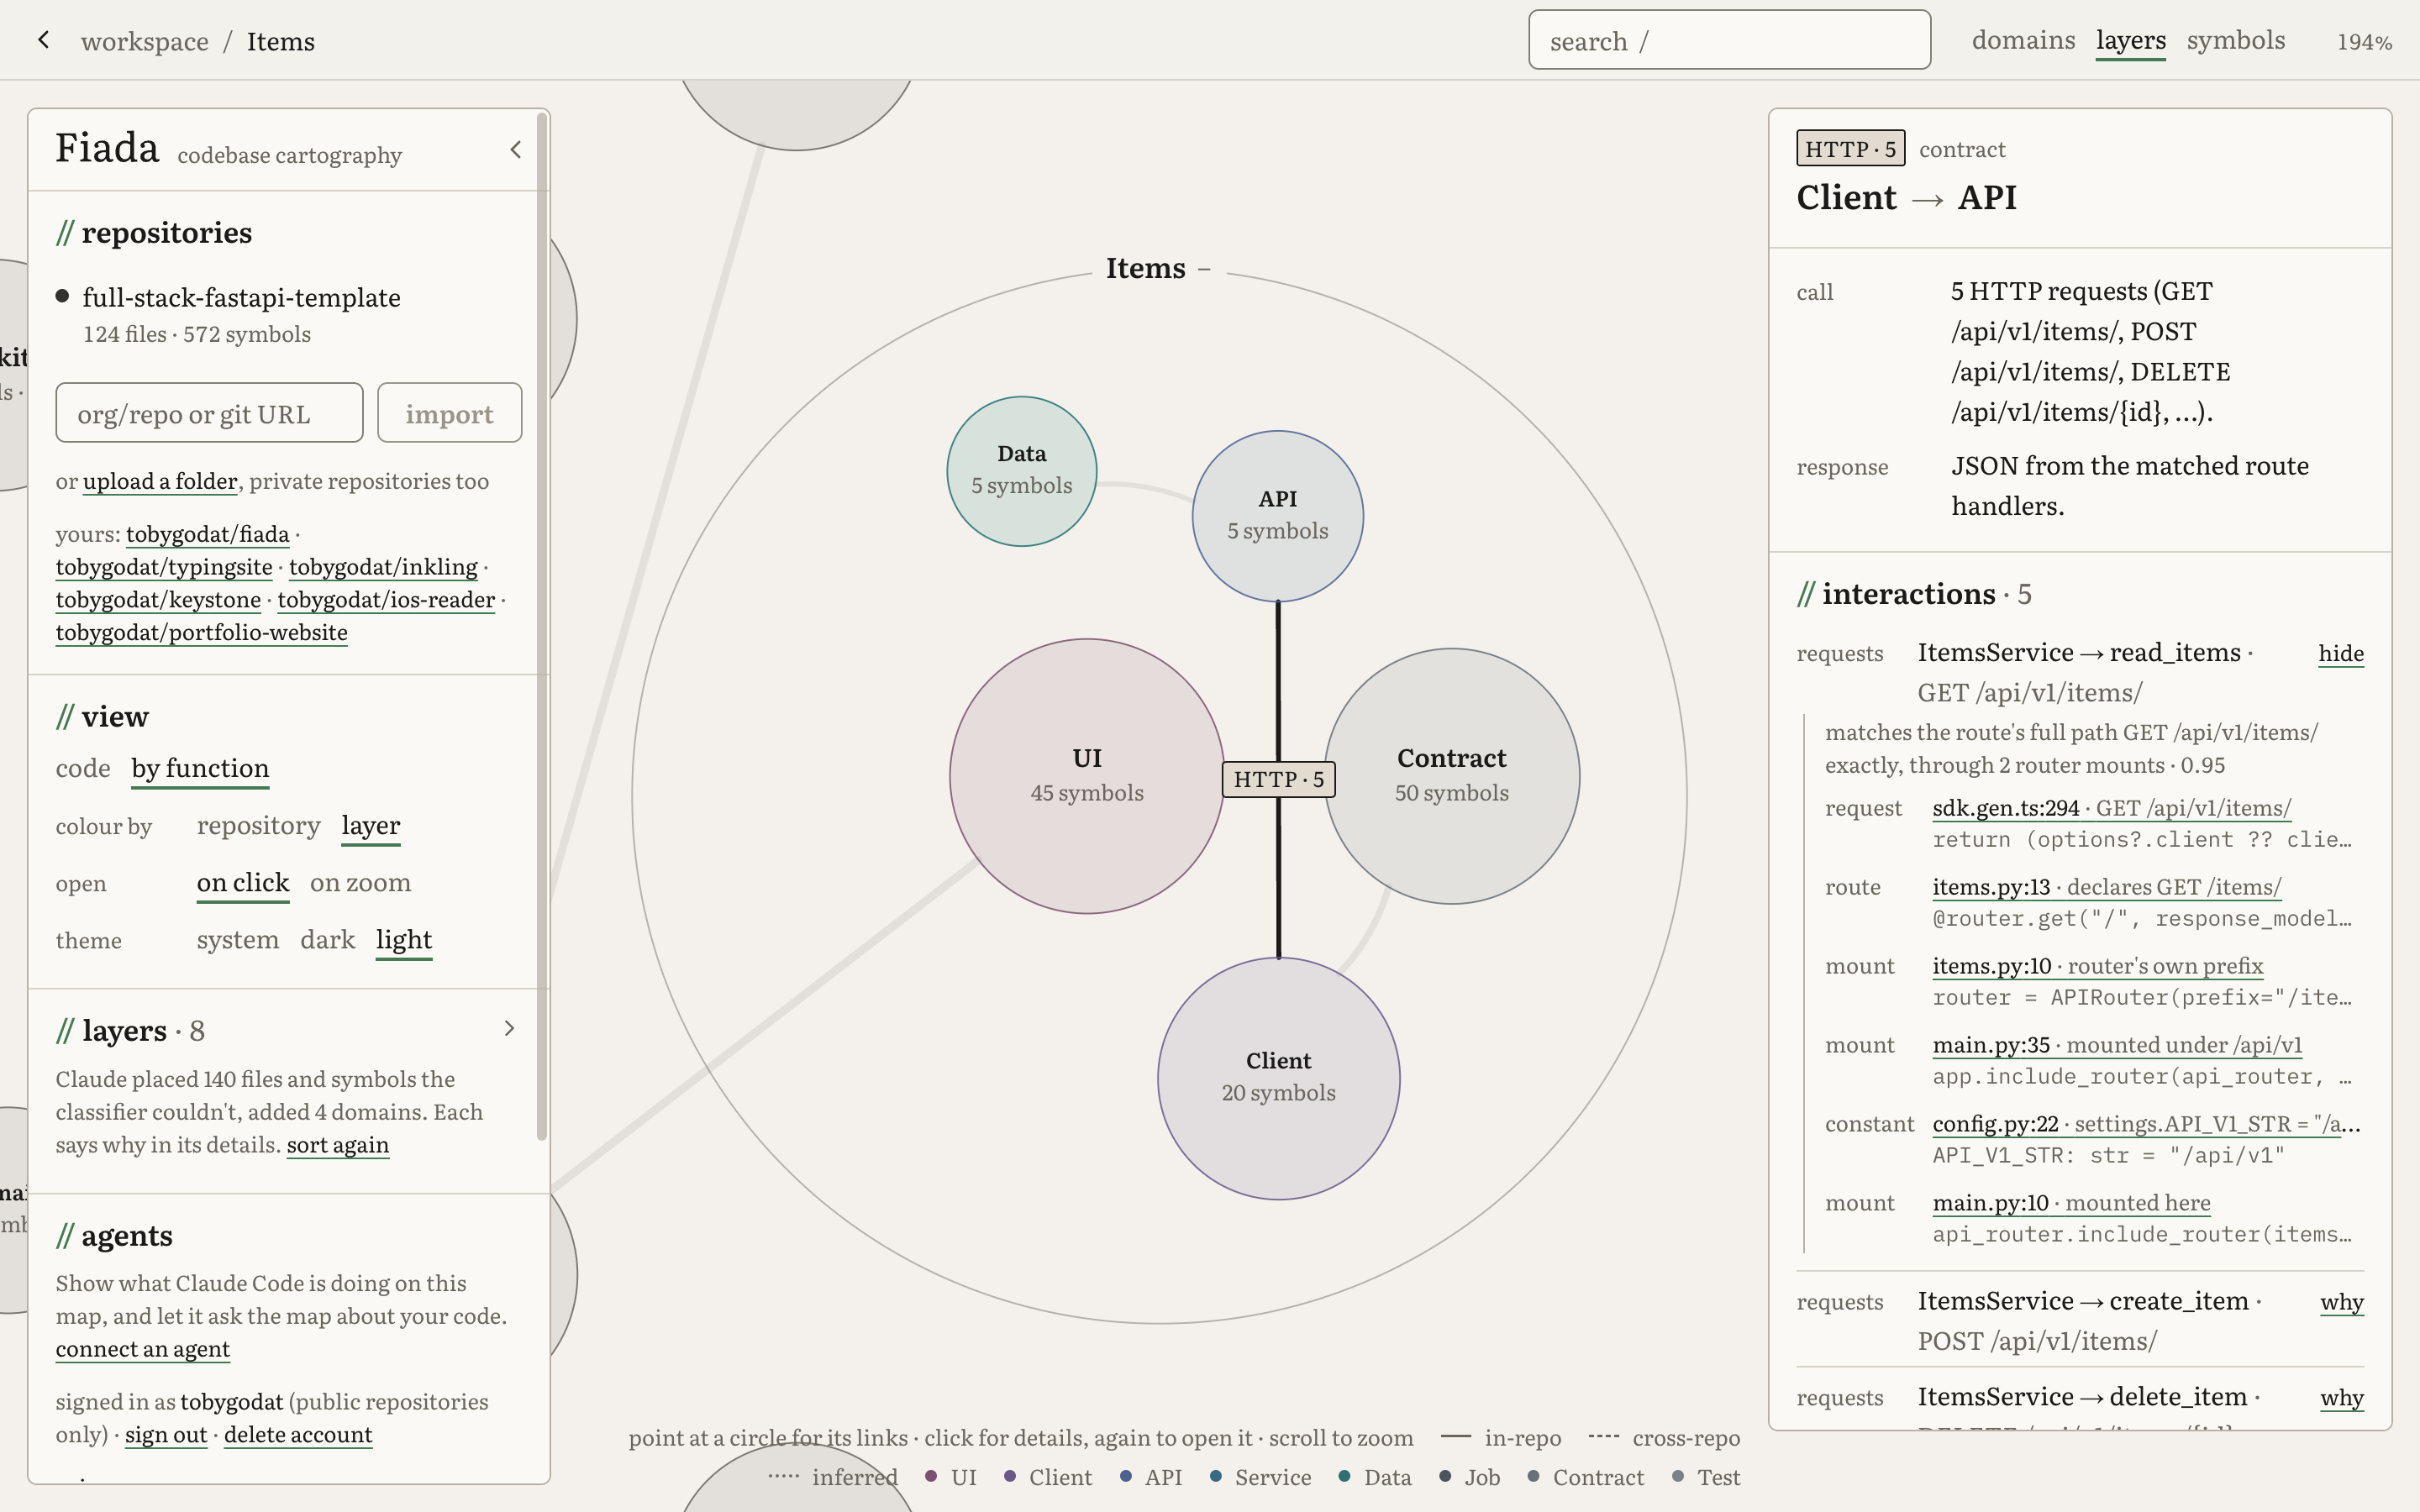 workspace / Items
search /
domains layers symbols 194%
Fiada codebase cartography
// repositories
full-stack-fastapi-template
124 files · 572 symbols
org/repo or git URL
import
or upload a folder, private repositories too
yours: tobygodat/fiada ·
tobygodat/typingsite · tobygodat/inkling ·
tobygodat/keystone · tobygodat/ios-reader ·
tobygodat/portfolio-website
// view
code by function
colour by repository layer
open on click on zoom
theme system dark light
// layers · 8
Claude placed 140 files and symbols the
classifier couldn't, added 4 domains. Each
says why in its details. sort again
// agents
Show what Claude Code is doing on this
map, and let it ask the map about your code.
connect an agent
signed in as tobygodat (public repositories
only) · sign out · delete account
Items –
Data
5 symbols
API
5 symbols
UI
45 symbols
HTTP · 5
Contract
50 symbols
Client
20 symbols
point at a circle for its links · click for details, again to open it · scroll to zoom in-repo cross-repo
inferred UI Client API Service Data Job Contract Test
HTTP · 5 contract
Client → API
call 5 HTTP requests (GET
/api/v1/items/, POST
/api/v1/items/, DELETE
/api/v1/items/{id}, …).
response JSON from the matched route
handlers.
// interactions · 5
requests ItemsService → read_items · hide
GET /api/v1/items/
matches the route's full path GET /api/v1/items/
exactly, through 2 router mounts · 0.95
request sdk.gen.ts:294 · GET /api/v1/items/
return (options?.client ?? clie…
route items.py:13 · declares GET /items/
@router.get("/", response_model…
mount items.py:10 · router's own prefix
router = APIRouter(prefix="/ite…
mount main.py:35 · mounted under /api/v1
app.include_router(api_router, …
constant config.py:22 · settings.API_V1_STR = "/a…
API_V1_STR: str = "/api/v1"
mount main.py:10 · mounted here
api_router.include_router(items…
requests ItemsService → create_item · why
POST /api/v1/items/
requests ItemsService → delete_item · why